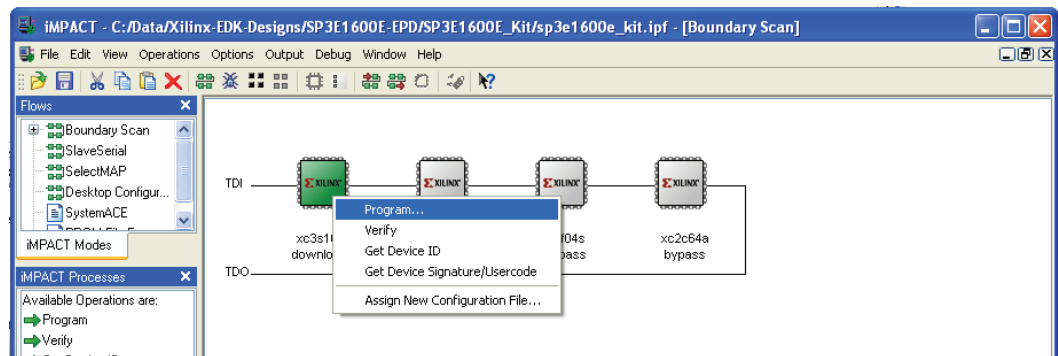 iMPACT - C:/Data/Xilinx-EDK-Designs/SP3E1600E-EPD/SP3E1600E_Kit/sp3e1600e_kit.ipf - [Boundary Scan]
File Edit View Operations Options Output Debug Window Help
Flows
Boundary Scan
SlaveSerial
SelectMAP
Desktop Configur...
SystemACE
iMPACT Modes
iMPACT Processes
Available Operations are:
Program
Verify
TDI
XILINX XILINX XILINX XILINX
Program...
Verify
Get Device ID
Get Device Signature/Usercode
Assign New Configuration File...
xc3s1
downlo
f04s
pass
xc2c64a
bypass
TDO